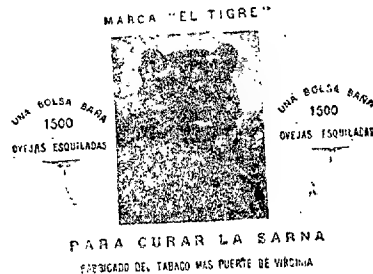 MARCA "EL TIGRE"
UNA BOLSA BAÑA
1500
OVEJAS ESQUILADAS
UNA BOLSA BAÑA
1500
OVEJAS ESQUILADAS
PARA CURAR LA SARNA
FABRICADO DEL TABACO MAS FUERTE DE VIRGINIA